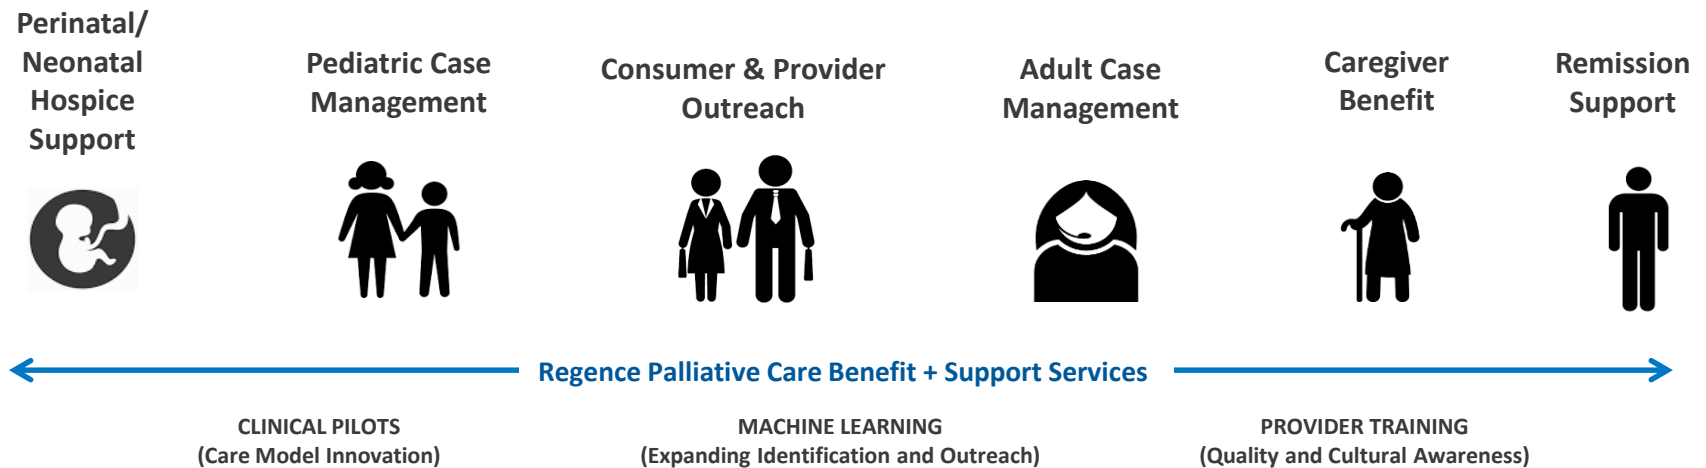 Perinatal/
Neonatal
Hospice
Support
Pediatric Case
Management
Consumer & Provider
Outreach
Adult Case
Management
Caregiver
Benefit
Remission
Support
Regence Palliative Care Benefit + Support Services
CLINICAL PILOTS
(Care Model Innovation)
MACHINE LEARNING
(Expanding Identification and Outreach)
PROVIDER TRAINING
(Quality and Cultural Awareness)